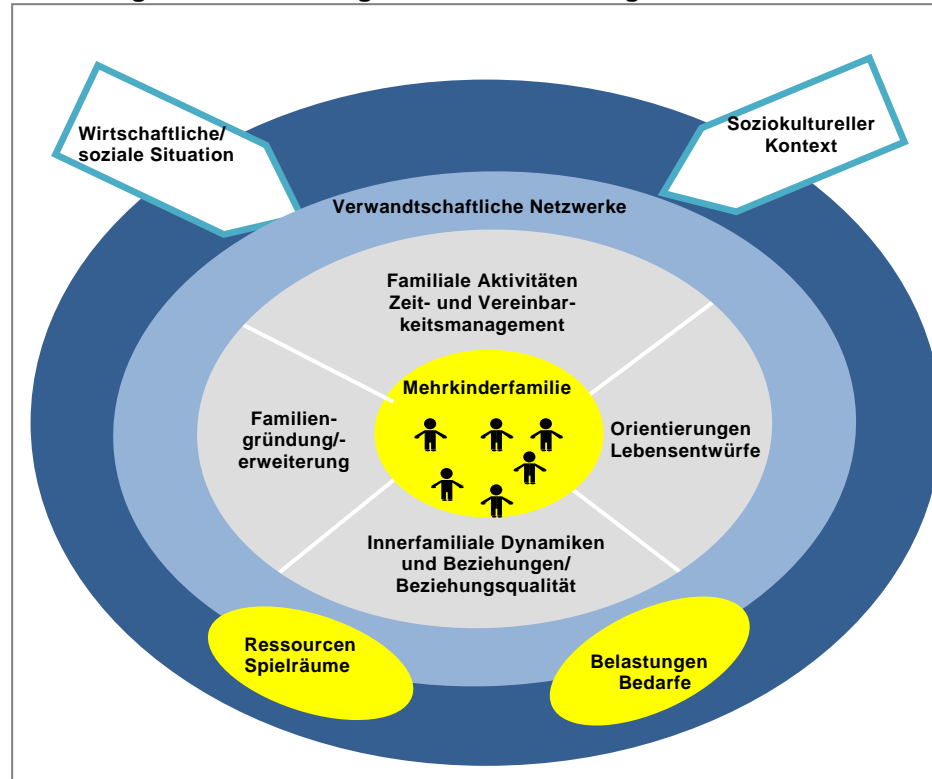 Wirtschaftliche/
soziale Situation
Soziokultureller
Kontext
Verwandtschaftliche Netzwerke
Familiale Aktivitäten
Zeit- und Vereinbar-
keitsmanagement
Mehrkinderfamilie
Familien-
gründung/-
erweiterung
Orientierungen
Lebensentwürfe
Innerfamiliale Dynamiken
und Beziehungen/
Beziehungsqualität
Ressourcen
Spielräume
Belastungen
Bedarfe